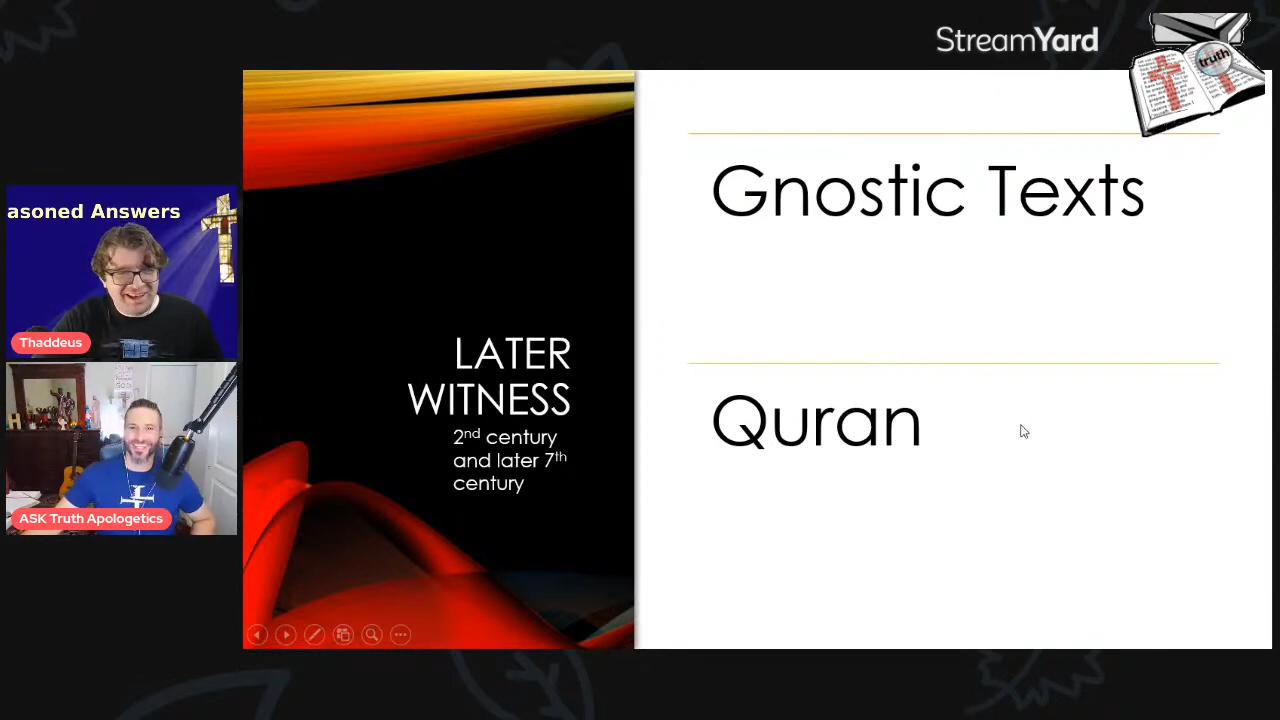 StreamYard
truth
asoned Answers
Thaddeus
ASK Truth Apologetics
LATER
WITNESS
2nd century
and later 7th
century
Gnostic Texts
Quran